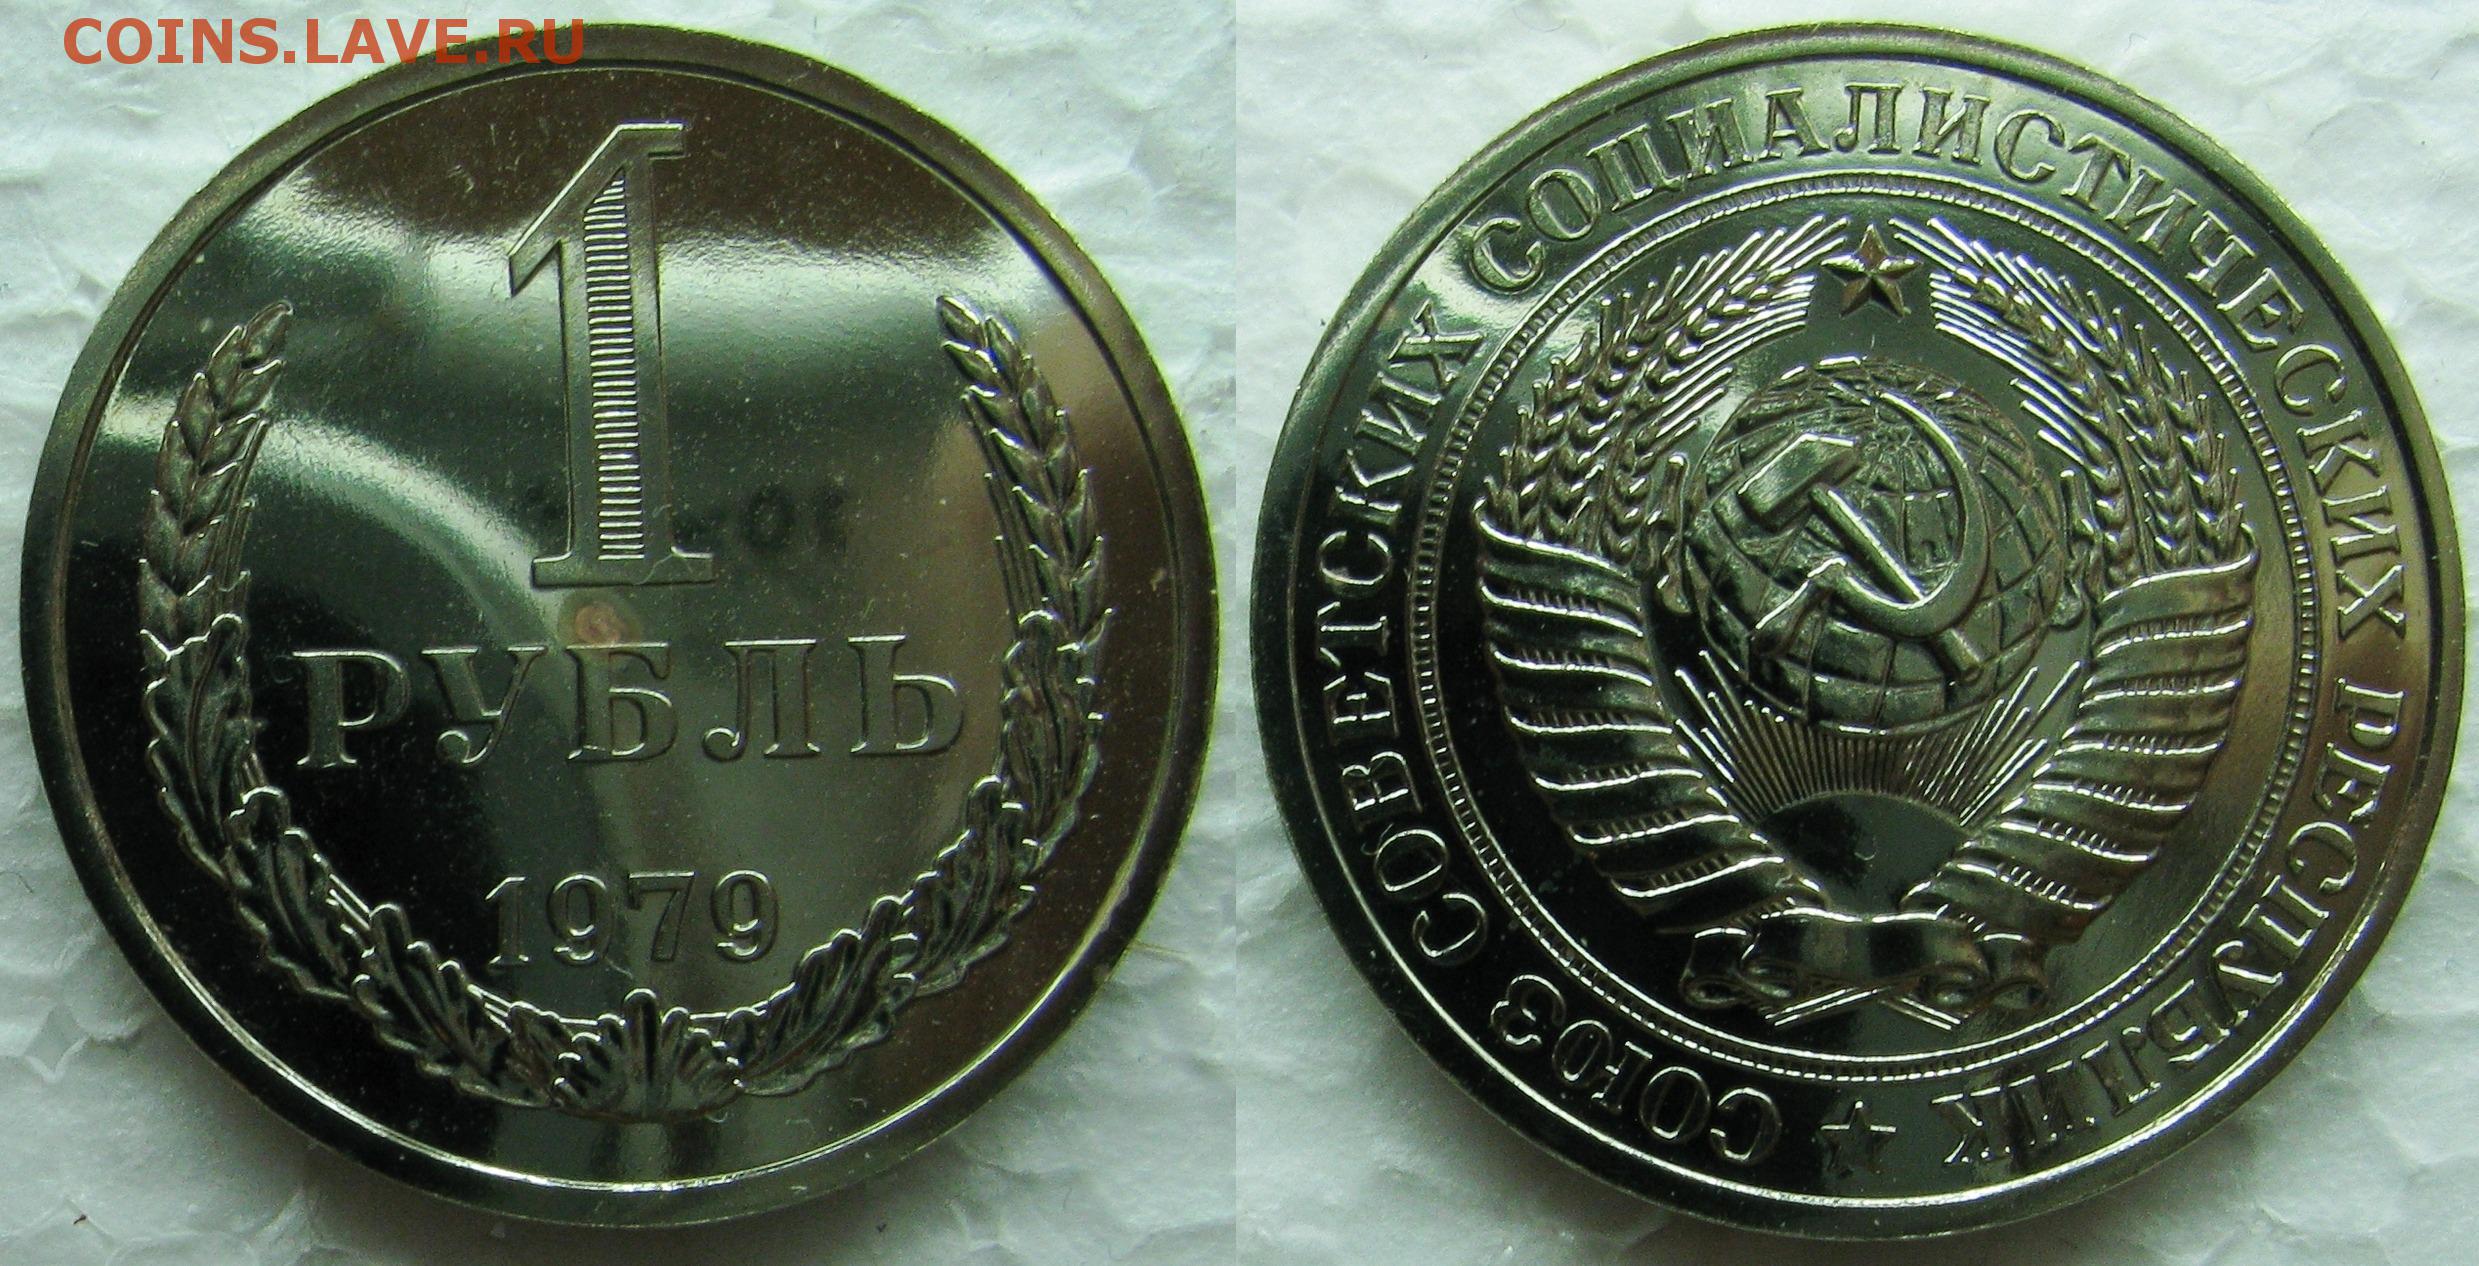 COINS.LAVE.RU
1
РУБЛЬ
1979
СОЮЗ СОВЕТСКИХ СОЦИАЛИСТИЧЕСКИХ РЕСПУБЛИК